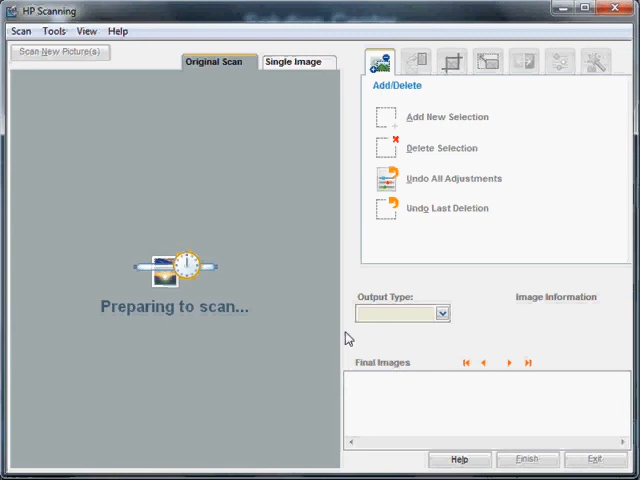 HP Scanning
Scan Tools View Help
Scan New Picture(s)
Original Scan
Single Image
Add/Delete
Add New Selection
Delete Selection
Undo All Adjustments
Undo Last Deletion
Preparing to scan...
Output Type:
Image Information
Final Images
Help
Finish
Exit